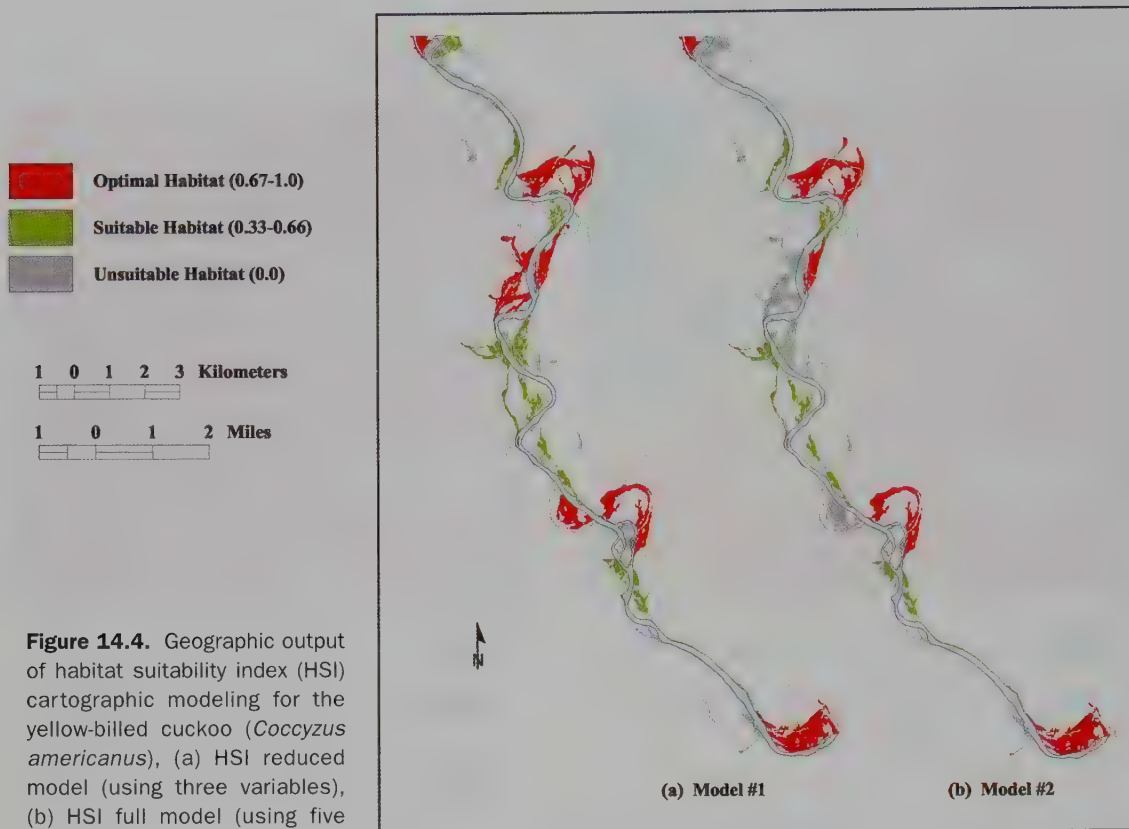 Optimal Habitat (0.67-1.0)
Suitable Habitat (0.33-0.66)
Unsuitable Habitat (0.0)
1 0 1 2 3 Kilometers
1 0 1 2 Miles
Figure 14.4. Geographic output
of habitat suitability index (HSI)
cartographic modeling for the
yellow-billed cuckoo (Coccyzus
americanus), (a) HSI reduced
model (using three variables),
(b) HSI full model (using five
N
(a) Model #1
(b) Model #2